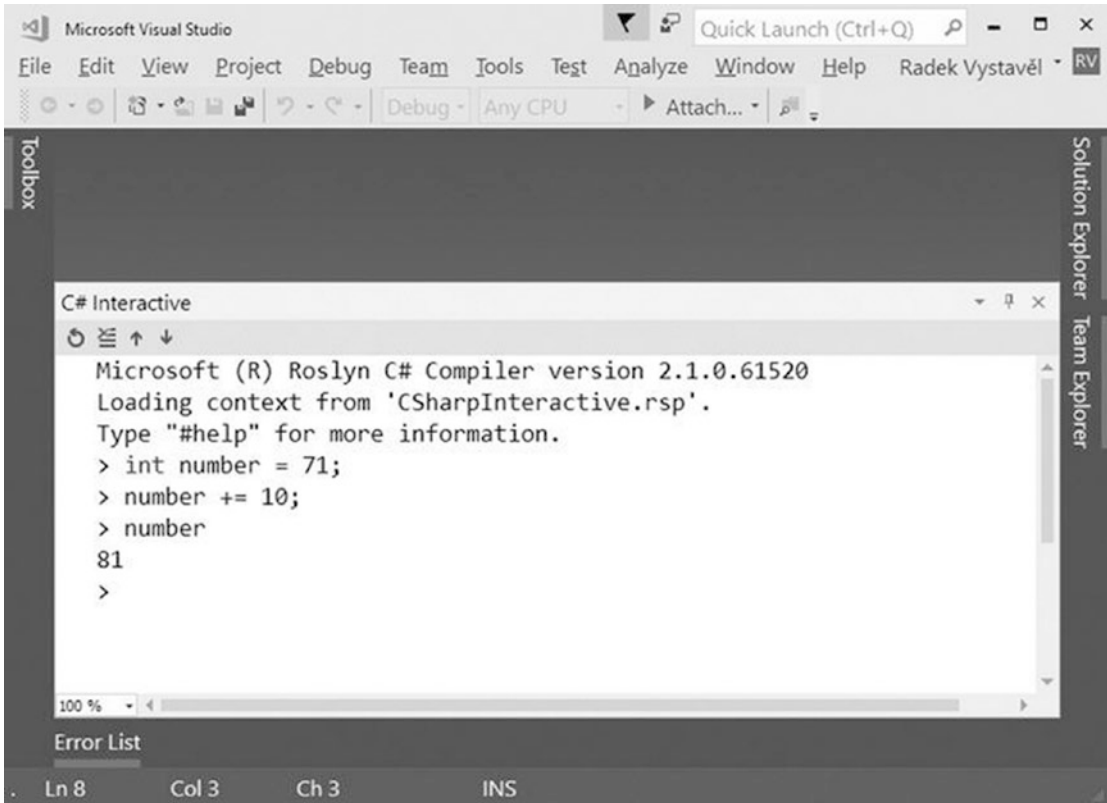 Microsoft Visual Studio
Quick Launch (Ctrl+Q)
File Edit View Project Debug Team Tools Test Analyze Window Help Radek Vystavěl RV
Debug Any CPU Attach...
Toolbox
Solution Explorer
Team Explorer
C# Interactive
Microsoft (R) Roslyn C# Compiler version 2.1.0.61520
Loading context from 'CSharpInteractive.rsp'.
Type "#help" for more information.
> int number = 71;
> number += 10;
> number
81
>
100 %
Error List
Ln 8 Col 3 Ch 3 INS